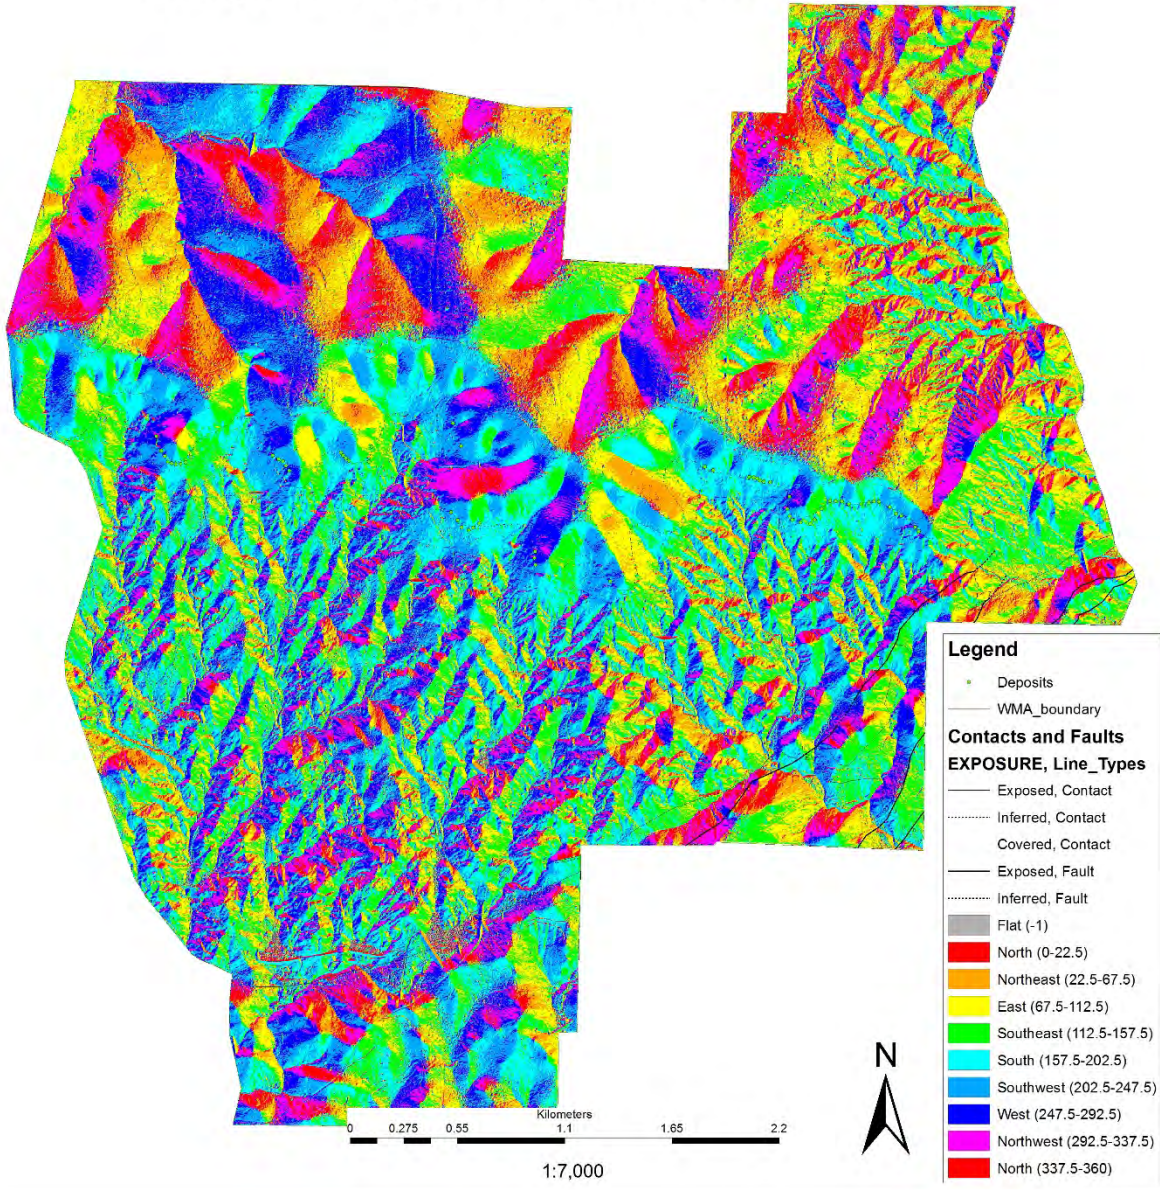 Legend
Deposits
WMA_boundary
Contacts and Faults
EXPOSURE, Line_Types
Exposed, Contact
Inferred, Contact
Covered, Contact
Exposed, Fault
Inferred, Fault
Flat (-1)
North (0-22.5)
Northeast (22.5-67.5)
East (67.5-112.5)
Southeast (112.5-157.5)
South (157.5-202.5)
Southwest (202.5-247.5)
West (247.5-292.5)
Northwest (292.5-337.5)
North (337.5-360)
N
Kilometers
0 0.275 0.55 1.1 1.65 2.2
1:7,000